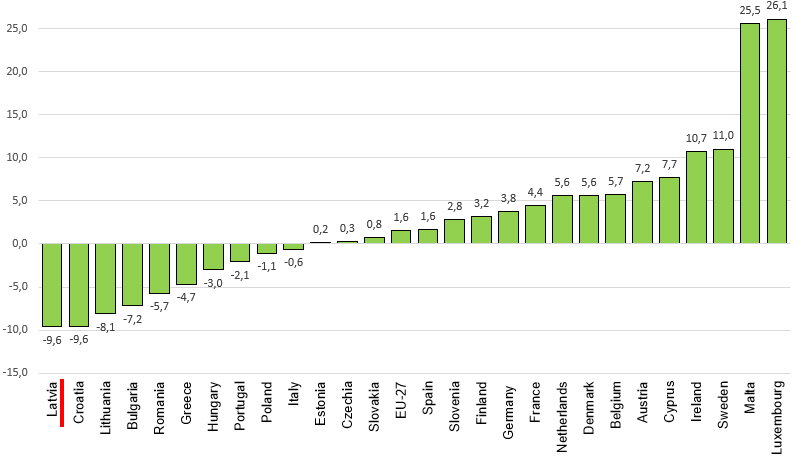 25,0
20,0
15,0
10,0
5,0
0,0
-5,0
-10,0
-15,0
-9,6
-9,6
-8,1
-7,2
-5,7
-4,7
-3,0
-2,1
-1,1
-0,6
0,2
0,3
0,8
1,6
1,6
2,8
3,2
3,8
4,4
5,6
5,6
5,7
7,2
7,7
10,7
11,0
25,5
26,1
Latvia
Croatia
Lithuania
Bulgaria
Romania
Greece
Hungary
Portugal
Poland
Italy
Estonia
Czechia
Slovakia
EU-27
Spain
Slovenia
Finland
Germany
France
Netherlands
Denmark
Belgium
Austria
Cyprus
Ireland
Sweden
Malta
Luxembourg